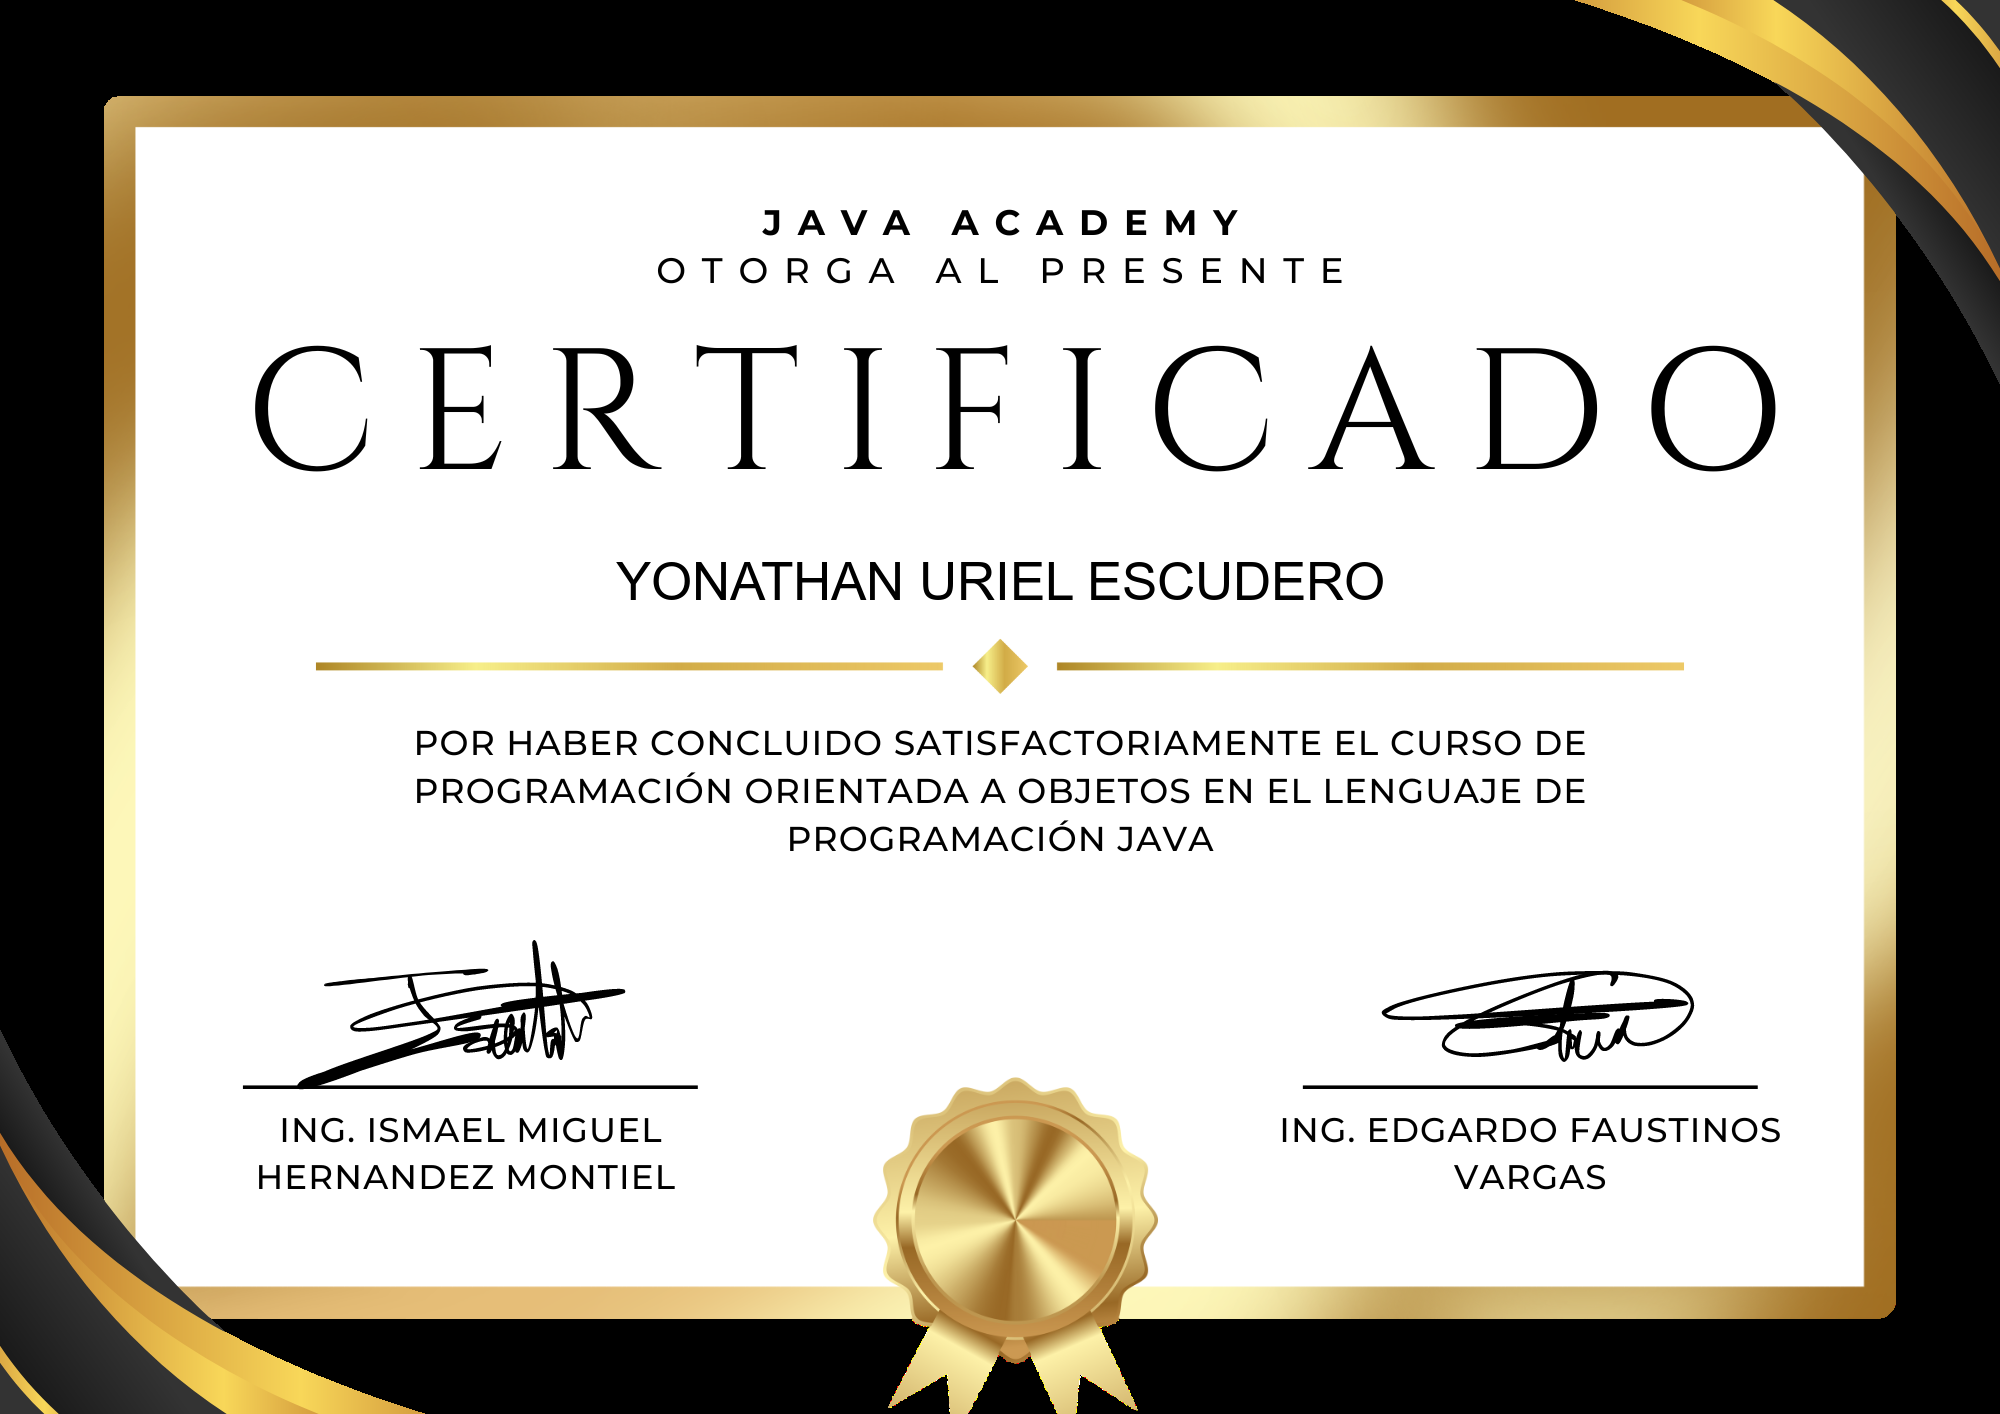 JAVA ACADEMY
OTORGA AL PRESENTE
CERTIFICADO
YONATHAN URIEL ESCUDERO
POR HABER CONCLUIDO SATISFACTORIAMENTE EL CURSO DE
PROGRAMACIÓN ORIENTADA A OBJETOS EN EL LENGUAJE DE
PROGRAMACIÓN JAVA
ING. ISMAEL MIGUEL
HERNANDEZ MONTIEL
ING. EDGARDO FAUSTINOS
VARGAS